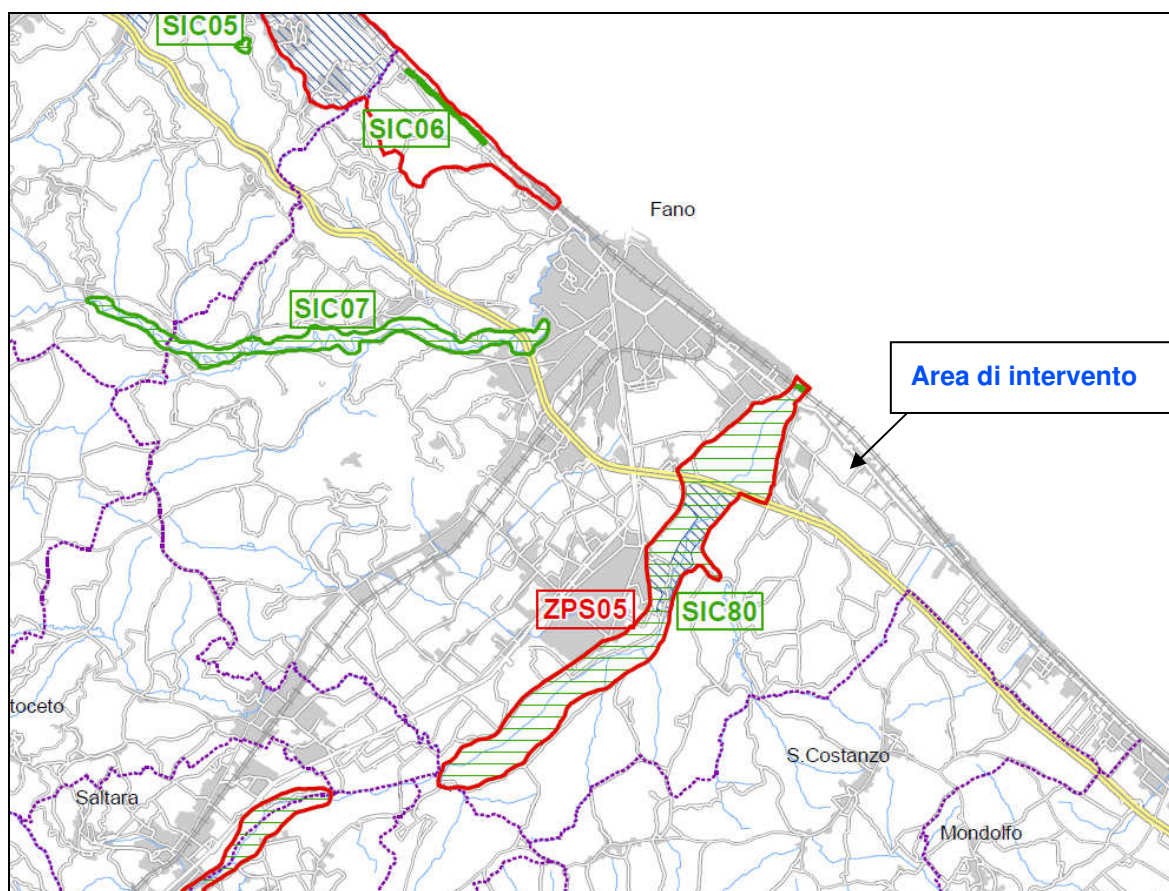 SIC05
SIC06
Fano
SIC07
Area di intervento
ZPS05
SIC80
toceto
S.Costanzo
Saltara
Mondolfo